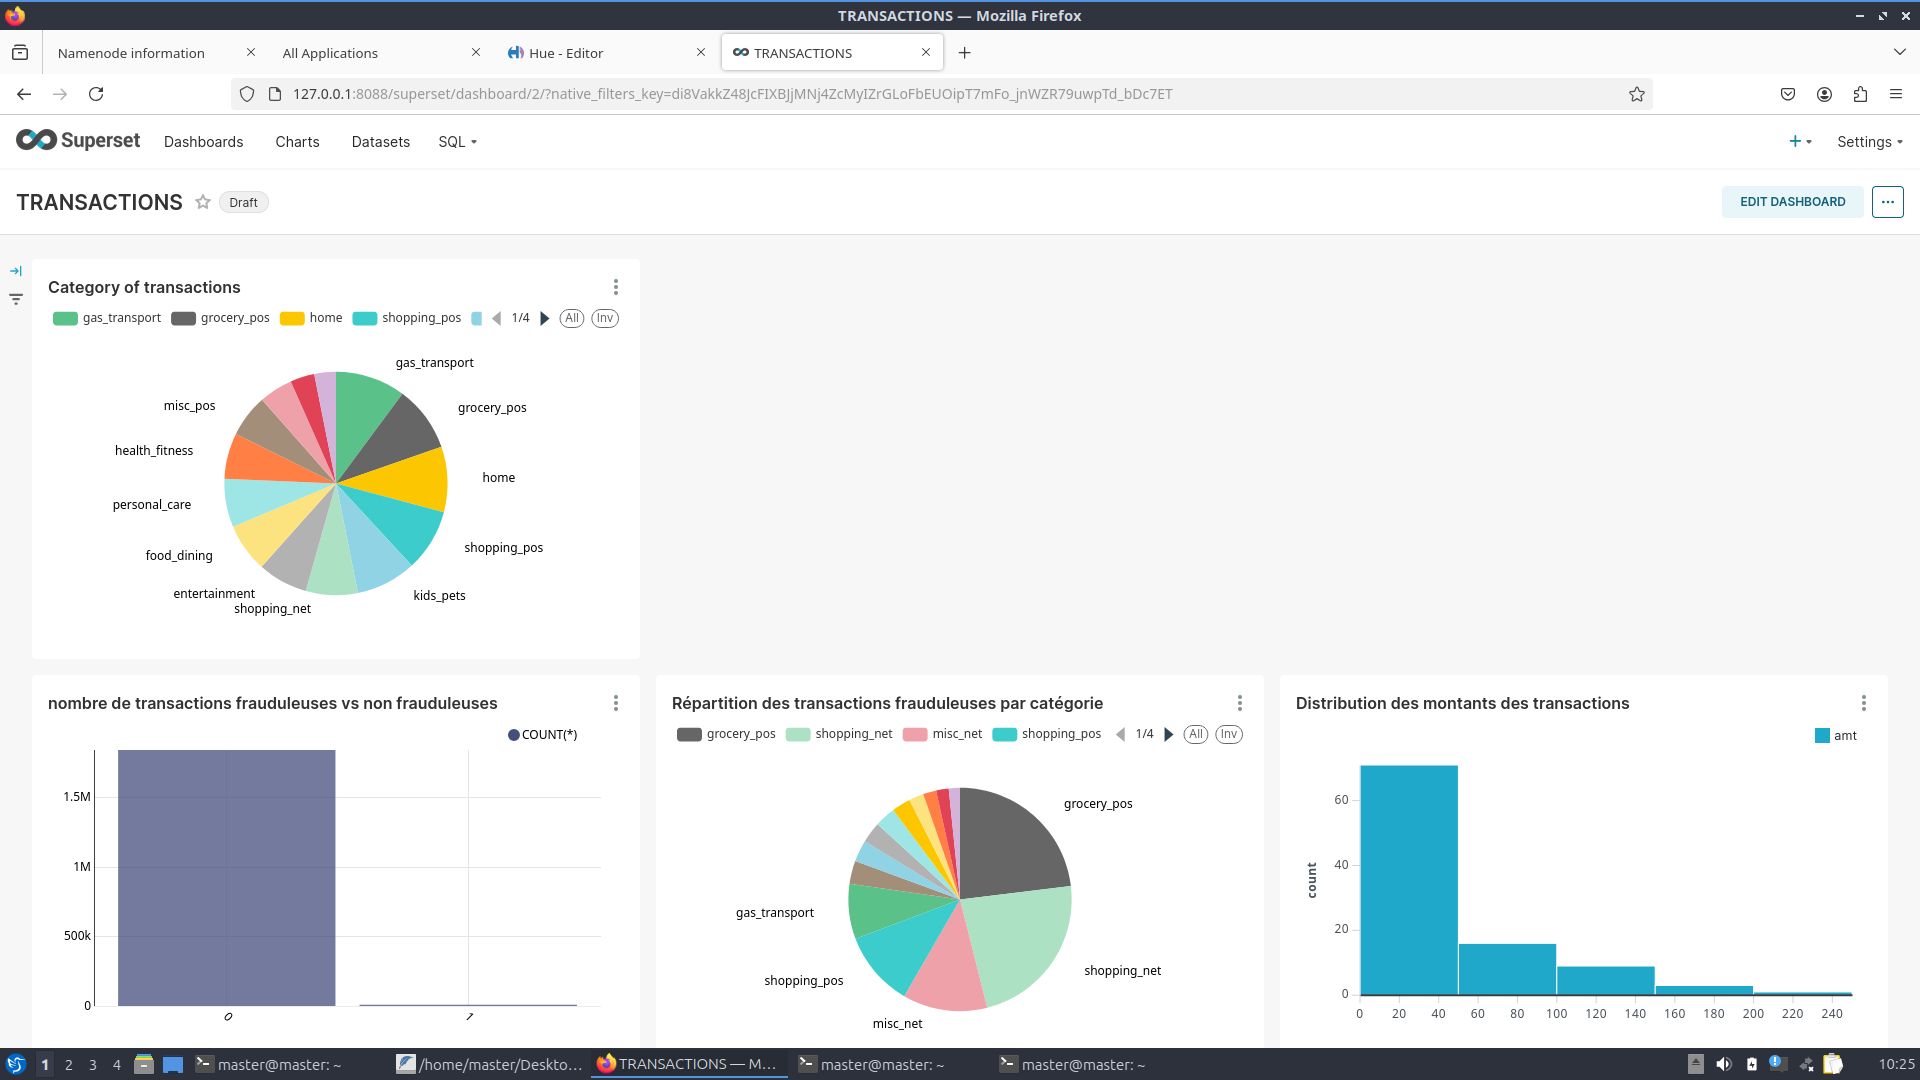 TRANSACTIONS — Mozilla Firefox
Namenode information
All Applications
Hue - Editor
TRANSACTIONS
127.0.0.1:8088/superset/dashboard/2/?native_filters_key=di8VakkZ48JcFIXBJjMNj4ZcMyIZrGLoFbEUOipT7mFo_jnWZR79uwpTd_bDc7ET
Superset Dashboards Charts Datasets SQL
+ Settings
TRANSACTIONS Draft
EDIT DASHBOARD ...
Category of transactions
gas_transport grocery_pos home shopping_pos 1/4 All Inv
gas_transport
grocery_pos
home
shopping_pos
kids_pets
shopping_net
entertainment
food_dining
personal_care
health_fitness
misc_pos
nombre de transactions frauduleuses vs non frauduleuses
COUNT(*)
1.5M
1M
500k
0
0 1
Répartition des transactions frauduleuses par catégorie
grocery_pos shopping_net misc_net shopping_pos 1/4 All Inv
grocery_pos
shopping_net
misc_net
shopping_pos
gas_transport
Distribution des montants des transactions
amt
count
60
40
20
0
0 20 40 60 80 100 120 140 160 180 200 220 240
1 2 3 4 master@master: ~ /home/master/Deskto... TRANSACTIONS — M... master@master: ~ master@master: ~ 10:25